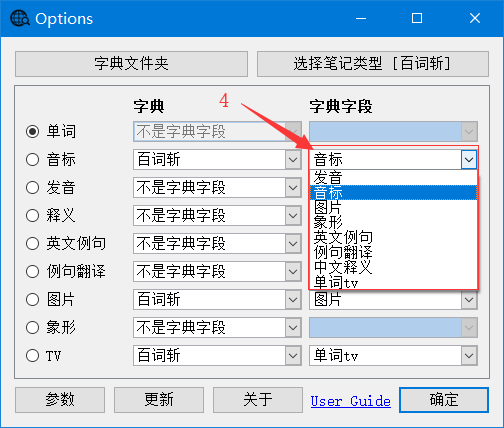 Options
字典文件夹 选择笔记类型 [百词斩]
字典 字典字段
4
单词 不是字典字段
音标 百词斩 音标
发音 不是字典字段
释义 不是字典字段
英文例句 不是字典字段
例句翻译 不是字典字段
发音
音标
图片
象形
英文例句
例句翻译
中文释义
单词tv
图片 百词斩 图片
象形 不是字典字段
TV 百词斩 单词tv
参数 更新 关于 User Guide 确定